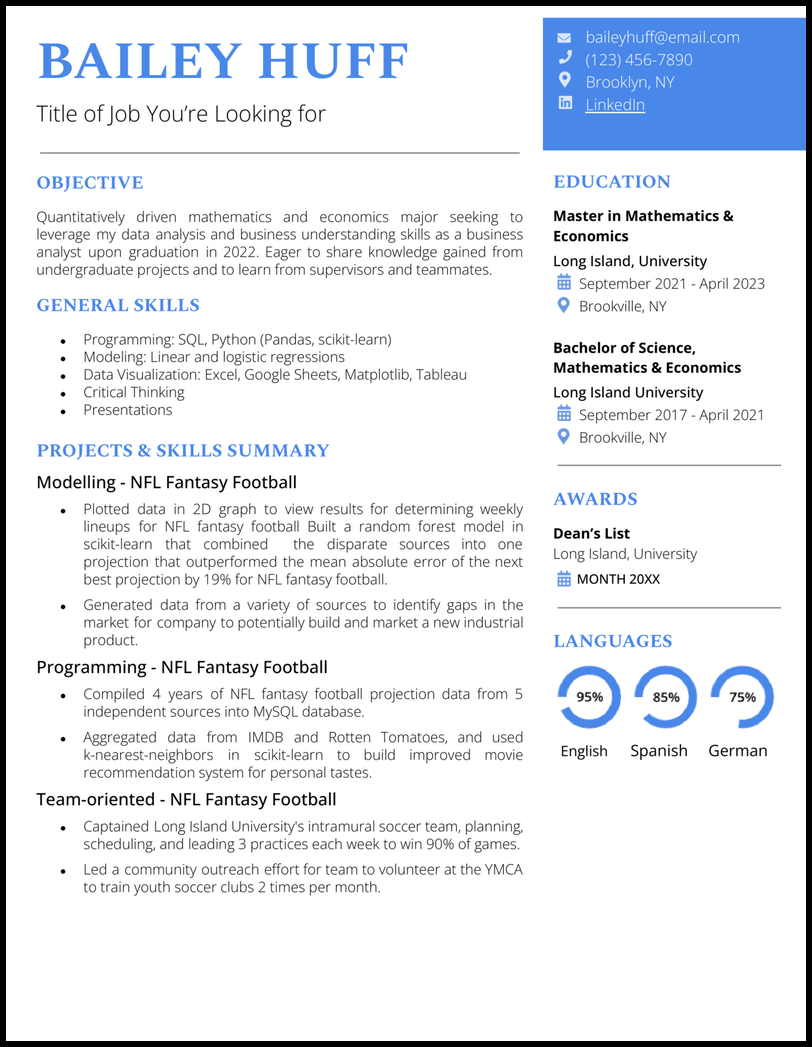 BAILEY HUFF
Title of Job You’re Looking for
baileyhuff@email.com
(123) 456-7890
Brooklyn, NY
LinkedIn
OBJECTIVE
Quantitatively driven mathematics and economics major seeking to
leverage my data analysis and business understanding skills as a business
analyst upon graduation in 2022. Eager to share knowledge gained from
undergraduate projects and to learn from supervisors and teammates.
GENERAL SKILLS
• Programming: SQL, Python (Pandas, scikit-learn)
• Modeling: Linear and logistic regressions
• Data Visualization: Excel, Google Sheets, Matplotlib, Tableau
• Critical Thinking
• Presentations
PROJECTS & SKILLS SUMMARY
Modelling - NFL Fantasy Football
• Plotted data in 2D graph to view results for determining weekly
lineups for NFL fantasy football Built a random forest model in
scikit-learn that combined the disparate sources into one
projection that outperformed the mean absolute error of the next
best projection by 19% for NFL fantasy football.
• Generated data from a variety of sources to identify gaps in the
market for company to potentially build and market a new industrial
product.
Programming - NFL Fantasy Football
• Compiled 4 years of NFL fantasy football projection data from 5
independent sources into MySQL database.
• Aggregated data from IMDB and Rotten Tomatoes, and used
k-nearest-neighbors in scikit-learn to build improved movie
recommendation system for personal tastes.
Team-oriented - NFL Fantasy Football
• Captained Long Island University's intramural soccer team, planning,
scheduling, and leading 3 practices each week to win 90% of games.
• Led a community outreach effort for team to volunteer at the YMCA
to train youth soccer clubs 2 times per month.
EDUCATION
Master in Mathematics &
Economics
Long Island, University
September 2021 - April 2023
Brookville, NY
Bachelor of Science,
Mathematics & Economics
Long Island University
September 2017 - April 2021
Brookville, NY
AWARDS
Dean’s List
Long Island, University
MONTH 20XX
LANGUAGES
95% 85% 75%
English Spanish German